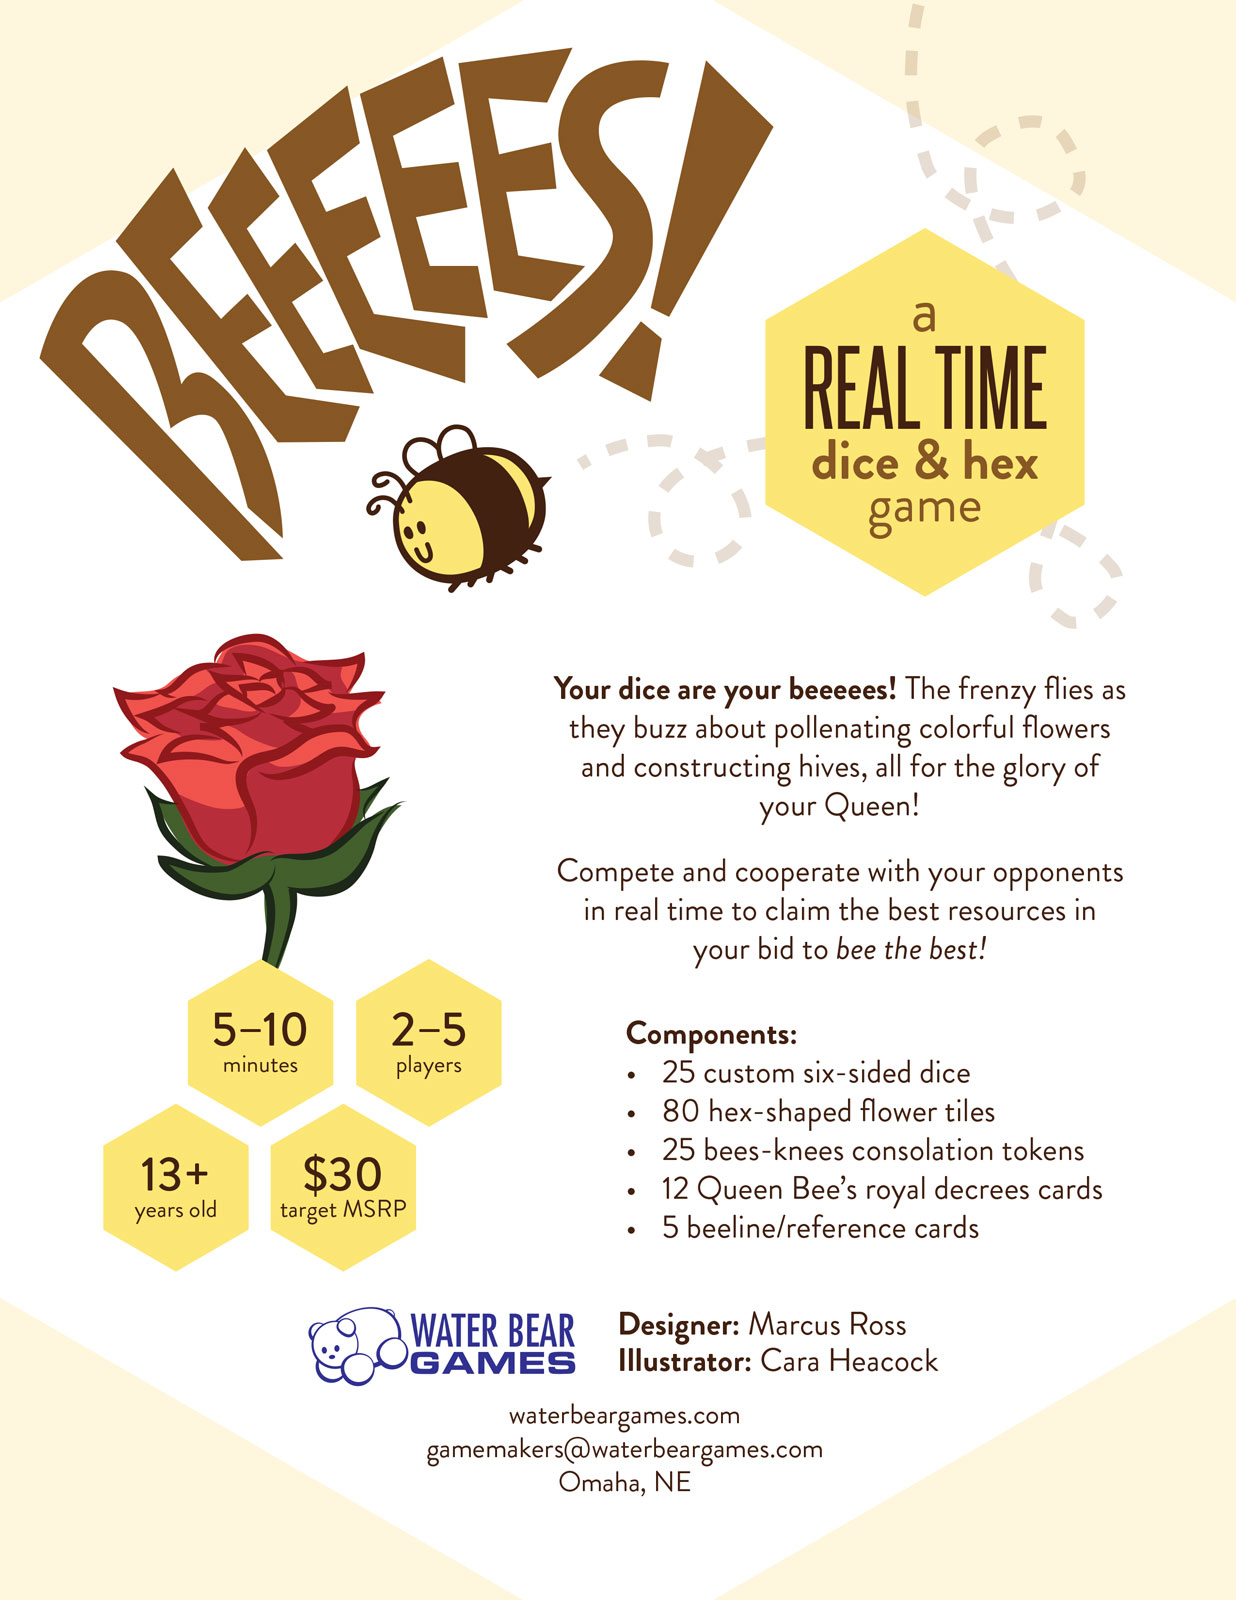 BEEEEES!
a
REAL TIME
dice & hex
game
Your dice are your beeeees! The frenzy flies as
they buzz about pollenating colorful flowers
and constructing hives, all for the glory of
your Queen!
Compete and cooperate with your opponents
in real time to claim the best resources in
your bid to bee the best!
5–10
minutes
2–5
players
13+
years old
$30
target MSRP
Components:
• 25 custom six-sided dice
• 80 hex-shaped flower tiles
• 25 bees-knees consolation tokens
• 12 Queen Bee’s royal decrees cards
• 5 beeline/reference cards
WATER BEAR
GAMES
Designer: Marcus Ross
Illustrator: Cara Heacock
waterbeargames.com
gamemakers@waterbeargames.com
Omaha, NE